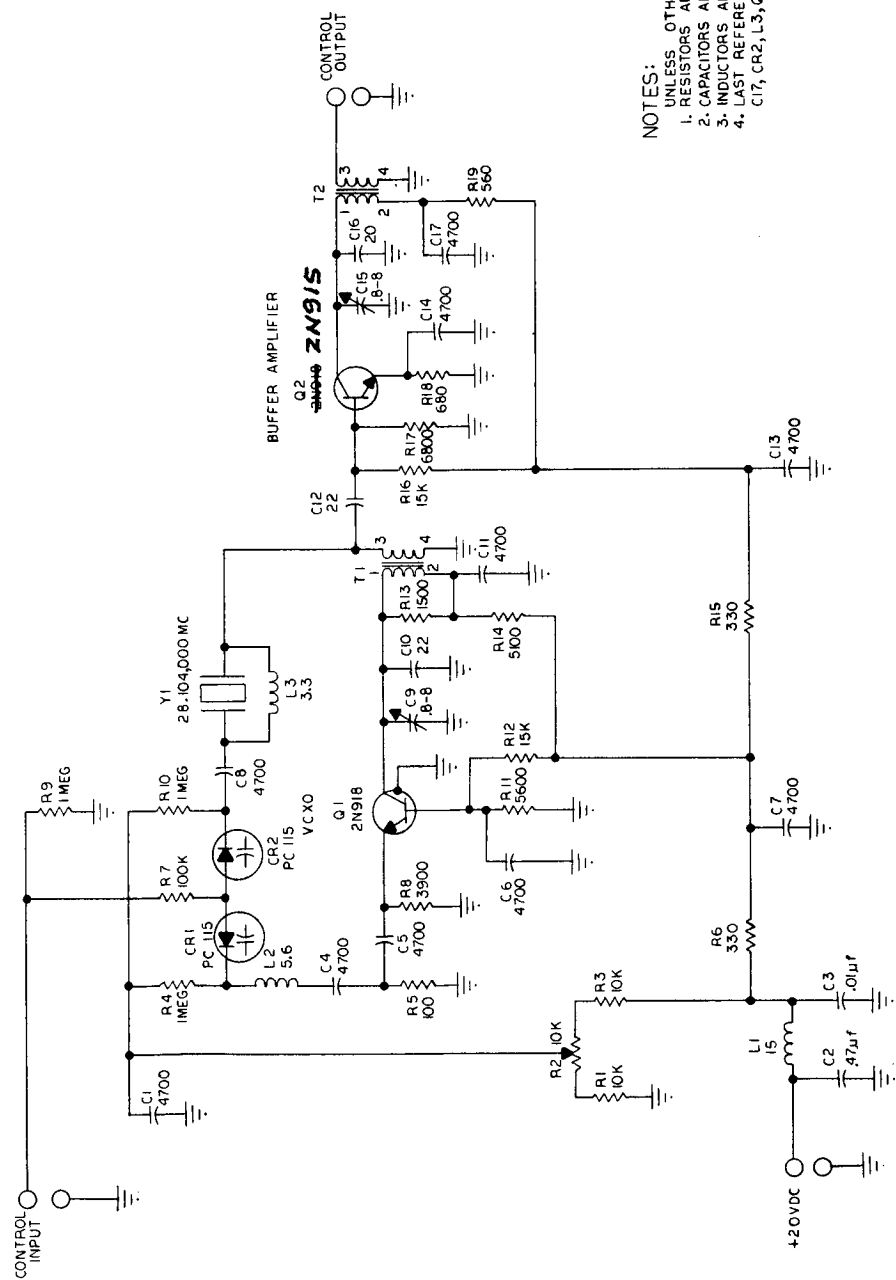 CONTROL
INPUT
C1
4700
R9
1 MEG
R7
100K
R4
1MEG
R10
1 MEG
CR1
PC 115
CR2
PC 115
C8
4700
Y1
28.104,000 MC
L3
3.3
VCXO
L2
5.6
C4
4700
C5
4700
R5
100
R8
3900
Q1
2N918
C6
4700
R11
5600
R12
15K
C9
.8-8
C10
22
R13
1500
R14
5100
T1
1
2
3
4
C11
4700
C12
22
BUFFER AMPLIFIER
Q2
2N918 2N915
R16
15K
R17
6800
R18
680
C14
4700
C15
.8-8
C16
20
T2
1
2
3
4
C17
4700
R19
560
CONTROL
OUTPUT
R2
10K
R1
10K
R3
10K
+20VDC
L1
15
C2
.47µf
C3
.01µf
R6
330
C7
4700
R15
330
C13
4700
NOTES:
UNLESS OTH
1. RESISTORS A
2. CAPACITORS A
3. INDUCTORS A
4. LAST REFERE
C17, CR2, L3,